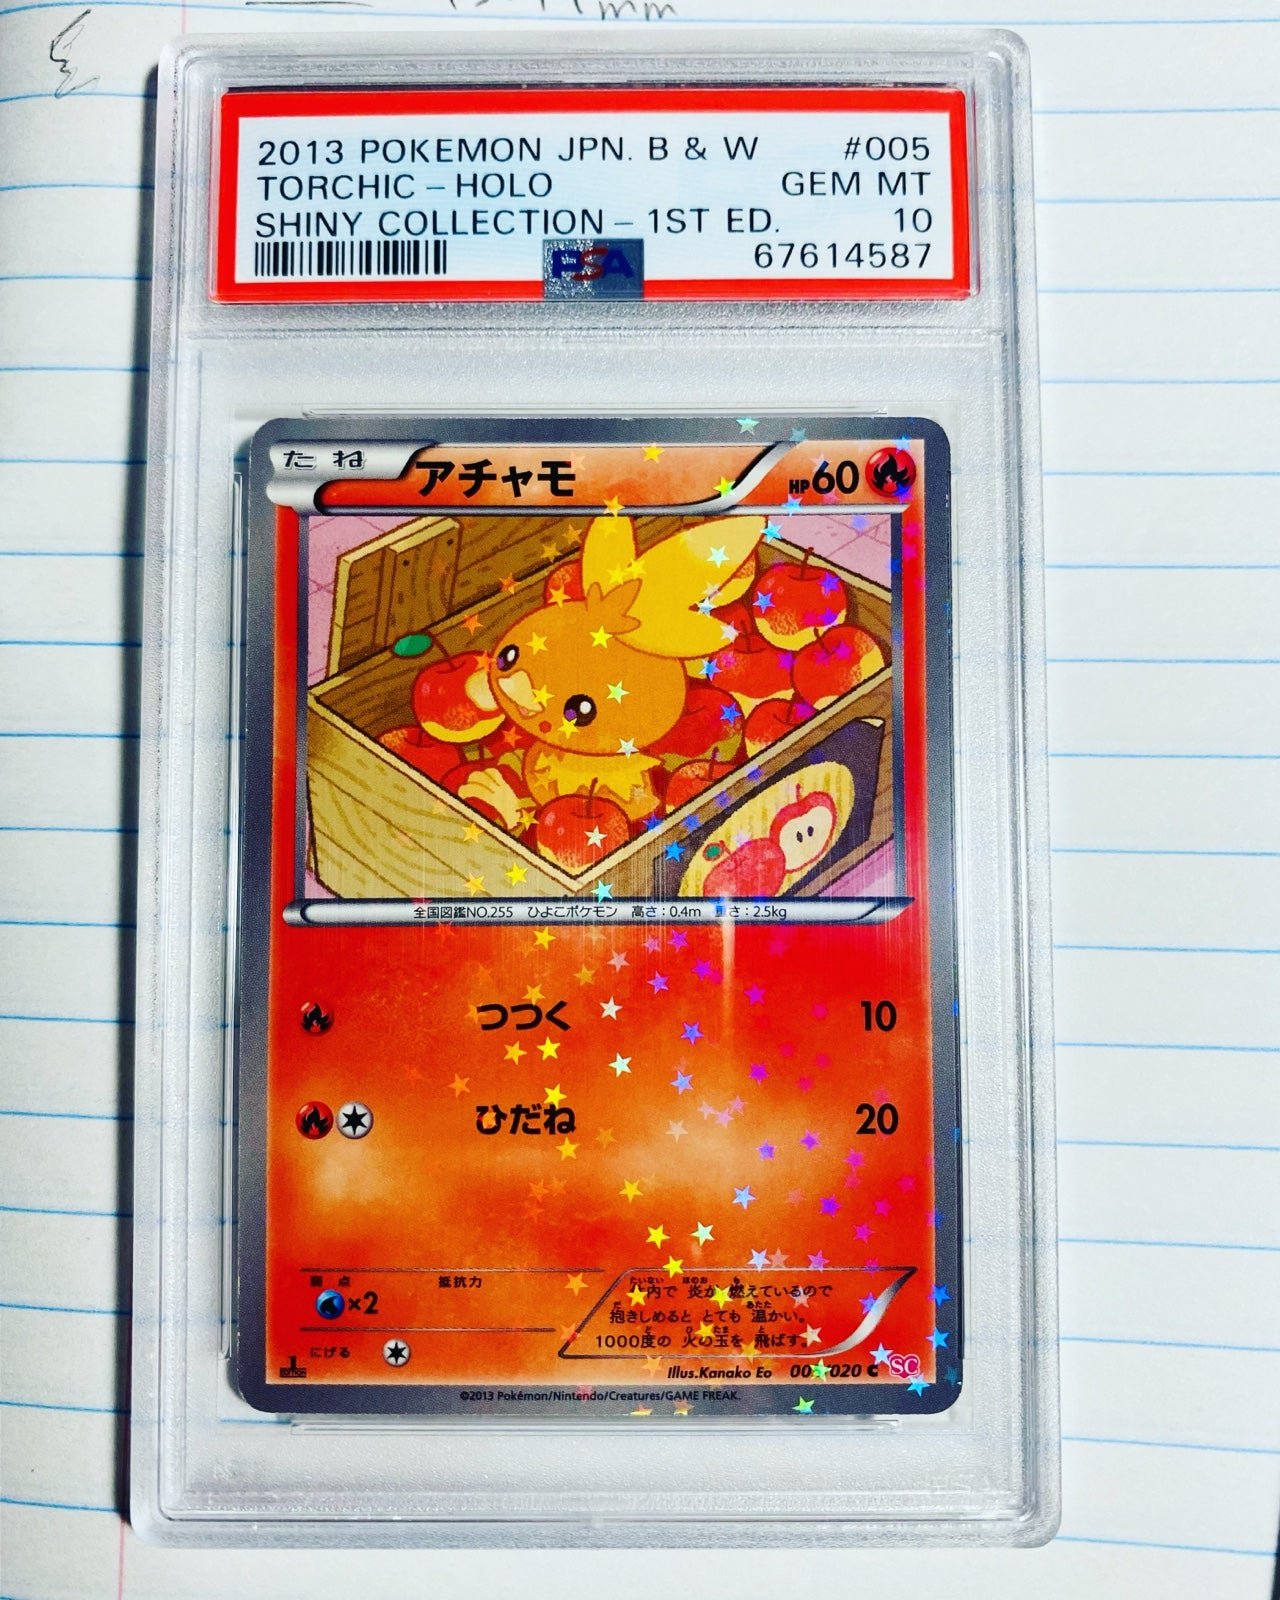 2013 POKEMON JPN. B & W #005
TORCHIC - HOLO GEM MT
SHINY COLLECTION - 1ST ED. 10
PSA 67614587
たね アチャモ HP60
全国図鑑NO.255 ひよこポケモン 高さ:0.4m 重さ:2.5kg
つつく 10
ひだね 20
弱点 抵抗力
×2
にげる
体内で 炎が 燃えているので
抱きしめると とても 温かい。
1000度の 火の玉を 飛ばす。
1 EDITION
Illus.Kanako Eo /020 C SC
©2013 Pokémon/Nintendo/Creatures/GAME FREAK.